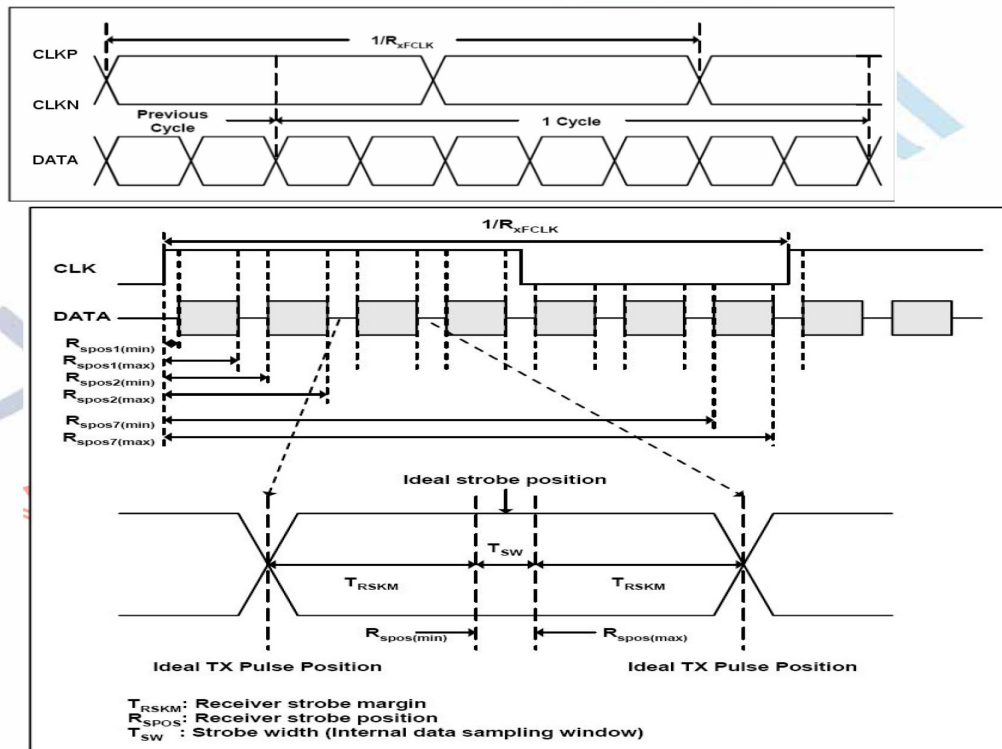 1/RxFCLK
CLKP
CLKN
Previous
Cycle
1 Cycle
DATA
1/RxFCLK
CLK
DATA
Rspos1(min)
Rspos1(max)
Rspos2(min)
Rspos2(max)
Rspos7(min)
Rspos7(max)
Ideal strobe position
TSW
TRSKM
TRSKM
Rspos(min)
Rspos(max)
Ideal TX Pulse Position
Ideal TX Pulse Position
TRSKM: Receiver strobe margin
RSPOS: Receiver strobe position
TSW : Strobe width (Internal data sampling window)